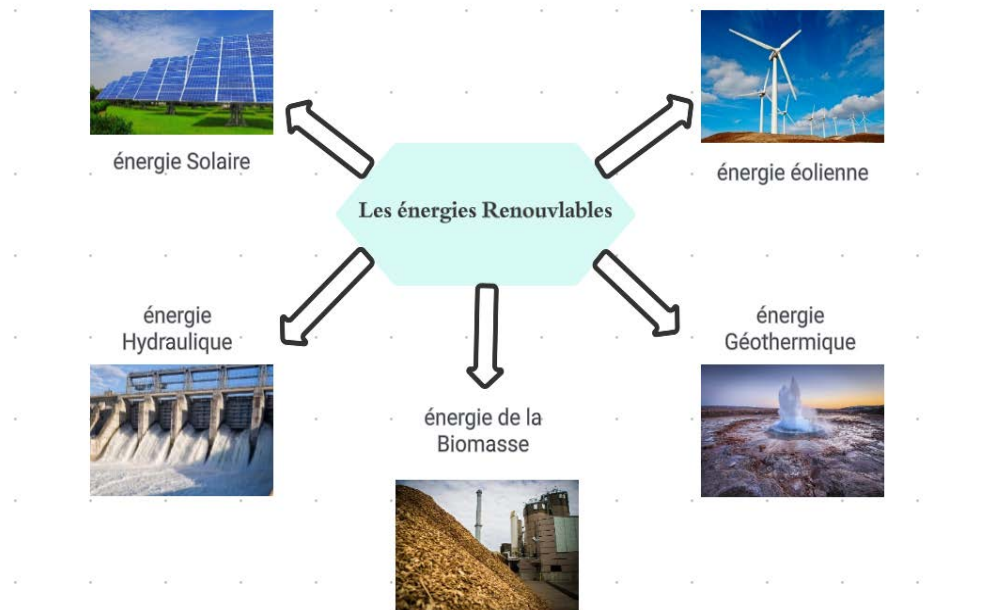 énergie Solaire
énergie éolienne
Les énergies Renouvlables
énergie
Hydraulique
énergie
Géothermique
énergie de la
Biomasse